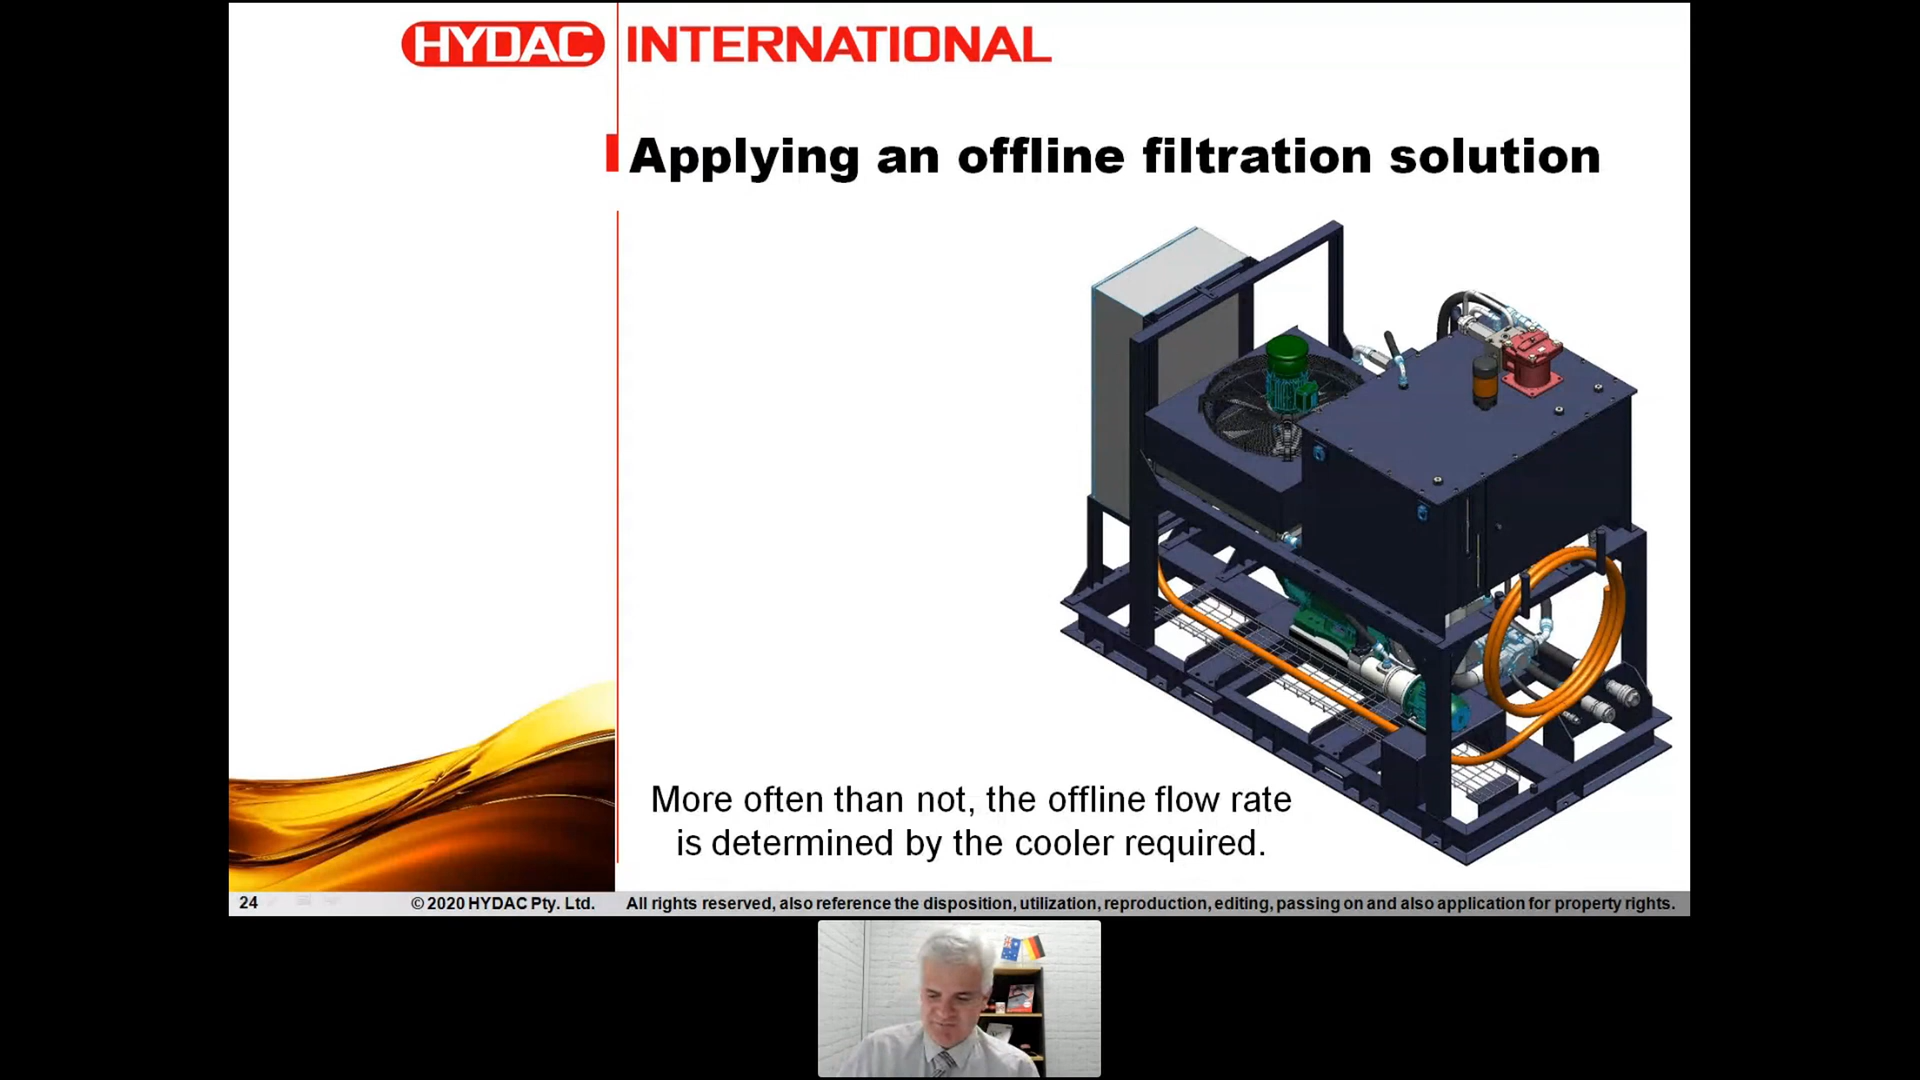 HYDAC INTERNATIONAL
Applying an offline filtration solution
More often than not, the offline flow rate
is determined by the cooler required.
24 © 2020 HYDAC Pty. Ltd. All rights reserved, also reference the disposition, utilization, reproduction, editing, passing on and also application for property rights.